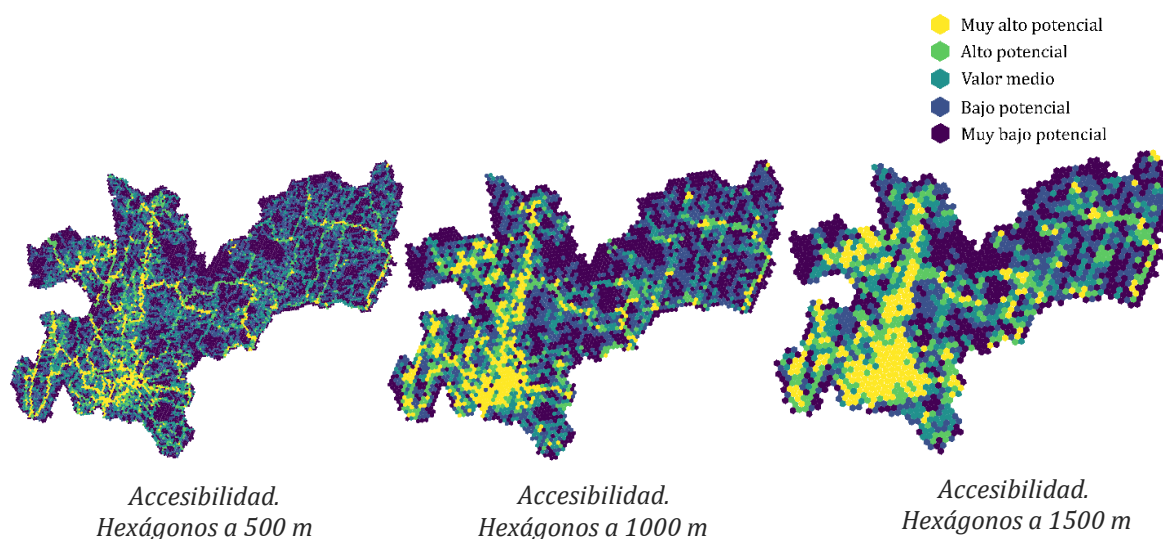 Muy alto potencial
Alto potencial
Valor medio
Bajo potencial
Muy bajo potencial
Accesibilidad.
Hexágonos a 500 m
Accesibilidad.
Hexágonos a 1000 m
Accesibilidad.
Hexágonos a 1500 m